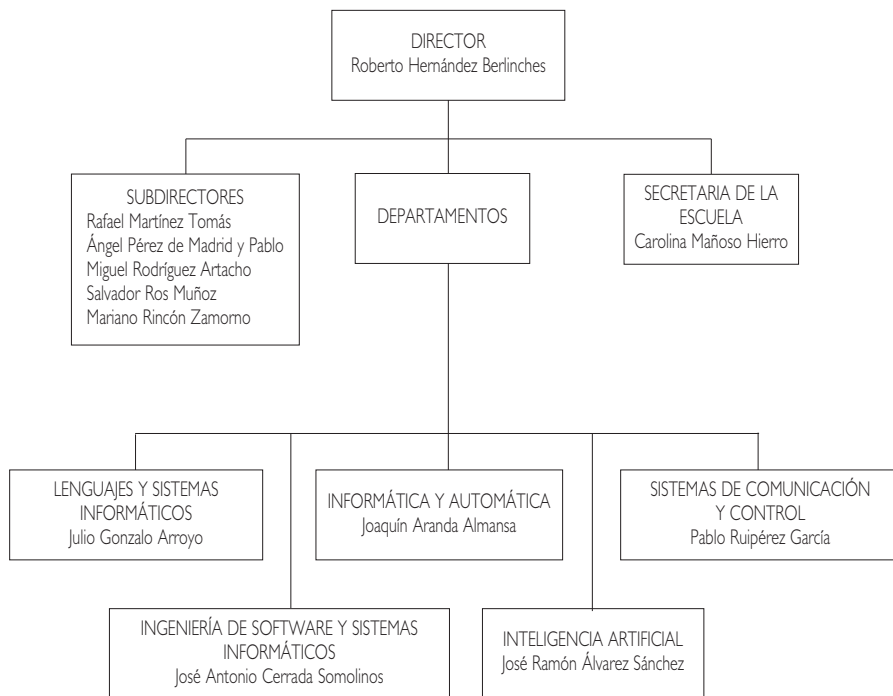 DIRECTOR
Roberto Hernández Berlinches
SUBDIRECTORES
Rafael Martínez Tomás
Ángel Pérez de Madrid y Pablo
Miguel Rodríguez Artacho
Salvador Ros Muñoz
Mariano Rincón Zamorno
DEPARTAMENTOS
SECRETARIA DE LA
ESCUELA
Carolina Mañoso Hierro
LENGUAJES Y SISTEMAS
INFORMÁTICOS
Julio Gonzalo Arroyo
INFORMÁTICA Y AUTOMÁTICA
Joaquín Aranda Almansa
SISTEMAS DE COMUNICACIÓN
Y CONTROL
Pablo Ruipérez García
INGENIERÍA DE SOFTWARE Y SISTEMAS
INFORMÁTICOS
José Antonio Cerrada Somolinos
INTELIGENCIA ARTIFICIAL
José Ramón Álvarez Sánchez